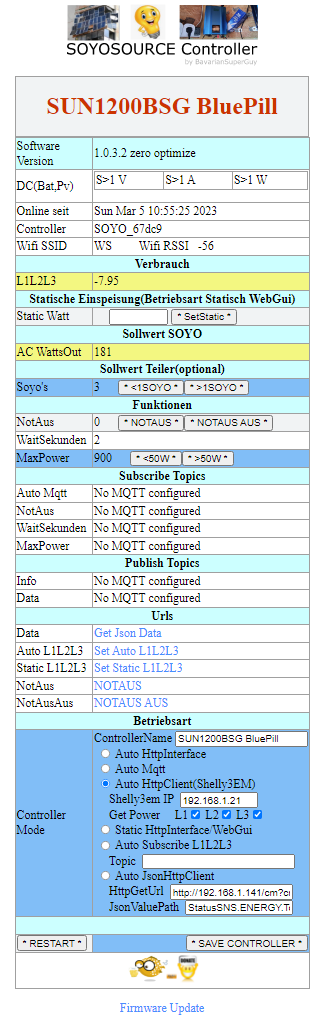 SOYOSOURCE Controller
by BavarianSuperGuy
SUN1200BSG BluePill
Software Version 1.0.3.2 zero optimize
DC(Bat,Pv) S>1 V S>1 A S>1 W
Online seit Sun Mar 5 10:55:25 2023
Controller SOYO_67dc9
Wifi SSID WS Wifi RSSI -56
Verbrauch
L1L2L3 -7.95
Statische Einspeisung(Betriebsart Statisch WebGui)
Static Watt * SetStatic *
Sollwert SOYO
AC WattsOut 181
Sollwert Teiler(optional)
Soyo's 3 * <1SOYO * * >1SOYO *
Funktionen
NotAus 0 * NOTAUS * * NOTAUS AUS *
WaitSekunden 2
MaxPower 900 * <50W * * >50W *
Subscribe Topics
Auto Mqtt No MQTT configured
NotAus No MQTT configured
WaitSekunden No MQTT configured
MaxPower No MQTT configured
Publish Topics
Info No MQTT configured
Data No MQTT configured
Urls
Data Get Json Data
Auto L1L2L3 Set Auto L1L2L3
Static L1L2L3 Set Static L1L2L3
NotAus NOTAUS
NotAusAus NOTAUS AUS
Betriebsart
Controller Mode
ControllerName SUN1200BSG BluePill
Auto HttpInterface
Auto Mqtt
Auto HttpClient(Shelly3EM)
Shelly3em IP 192.168.1.21
Get Power L1 L2 L3
Static HttpInterface/WebGui
Auto Subscribe L1L2L3
Topic
Auto JsonHttpClient
HttpGetUrl http://192.168.1.141/cm?cr
JsonValuePath StatusSNS.ENERGY.T
* RESTART * * SAVE CONTROLLER *
DONATE
Firmware Update